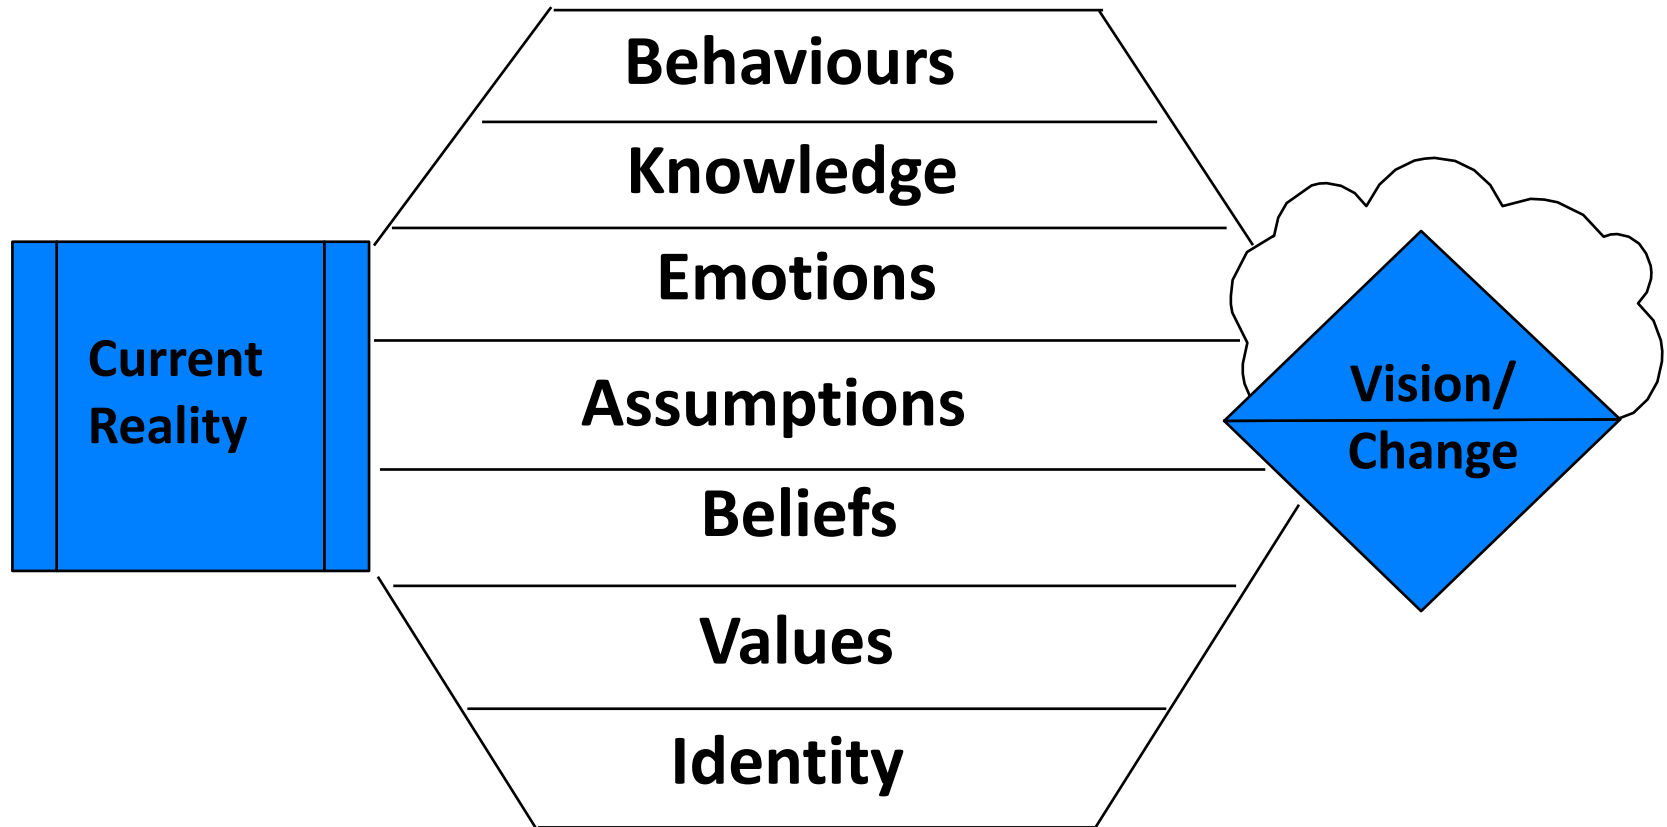 Behaviours
Knowledge
Emotions
Assumptions
Beliefs
Values
Identity
Current
Reality
Vision/
Change